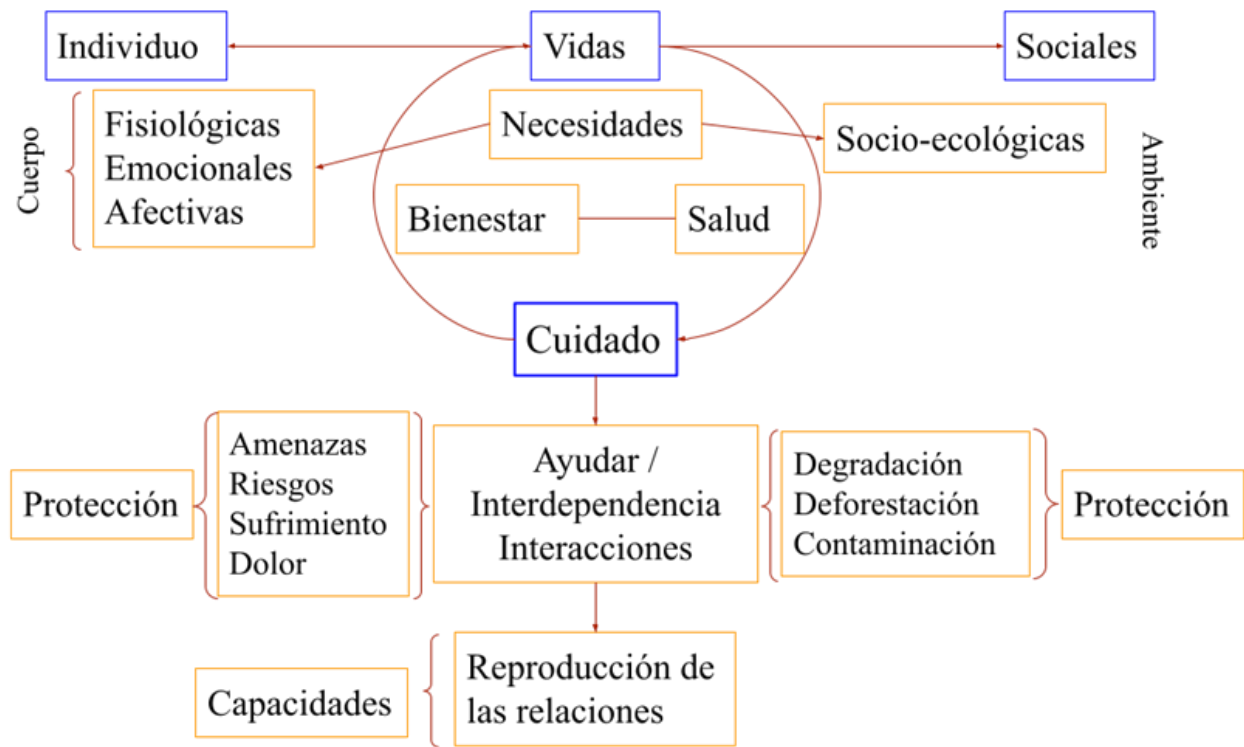 Individuo
Vidas
Sociales
Cuerpo
Fisiológicas
Emocionales
Afectivas
Necesidades
Socio-ecológicas
Ambiente
Bienestar
Salud
Cuidado
Protección
Amenazas
Riesgos
Sufrimiento
Dolor
Ayudar /
Interdependencia
Interacciones
Degradación
Deforestación
Contaminación
Protección
Capacidades
Reproducción de
las relaciones